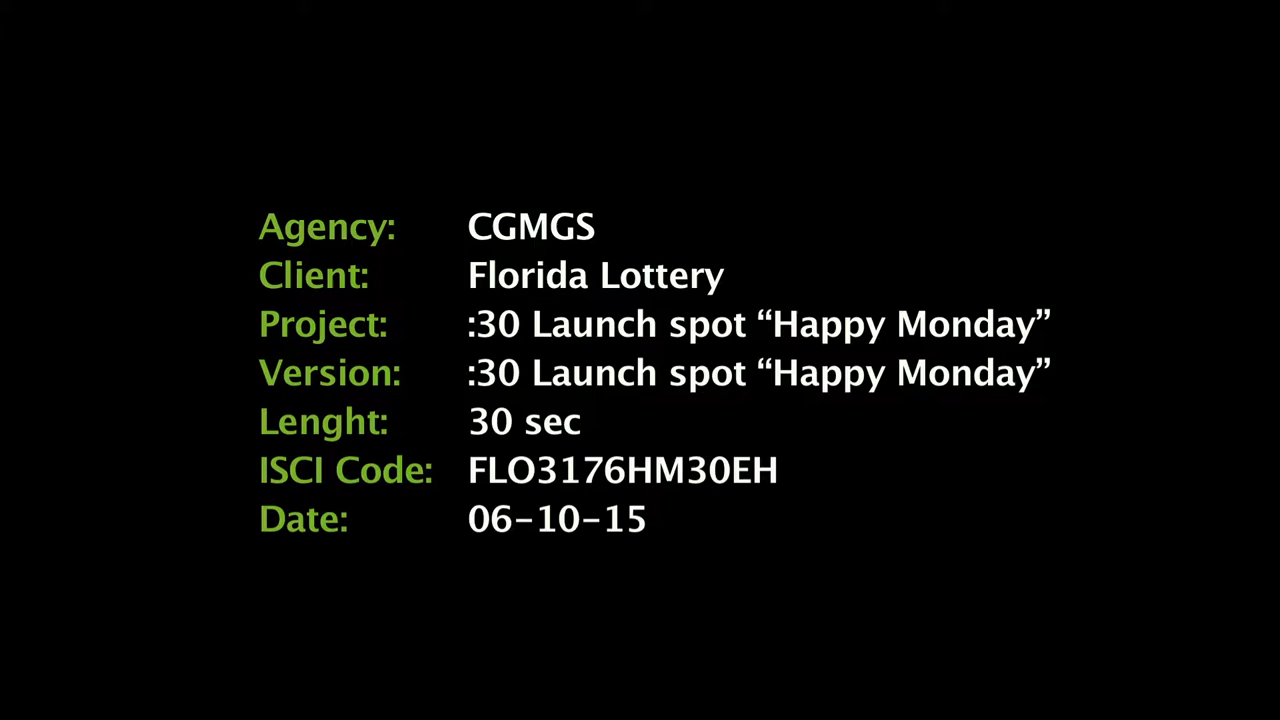 Agency: CGMGS
Client: Florida Lottery
Project: :30 Launch spot “Happy Monday”
Version: :30 Launch spot “Happy Monday”
Lenght: 30 sec
ISCI Code: FLO3176HM30EH
Date: 06-10-15